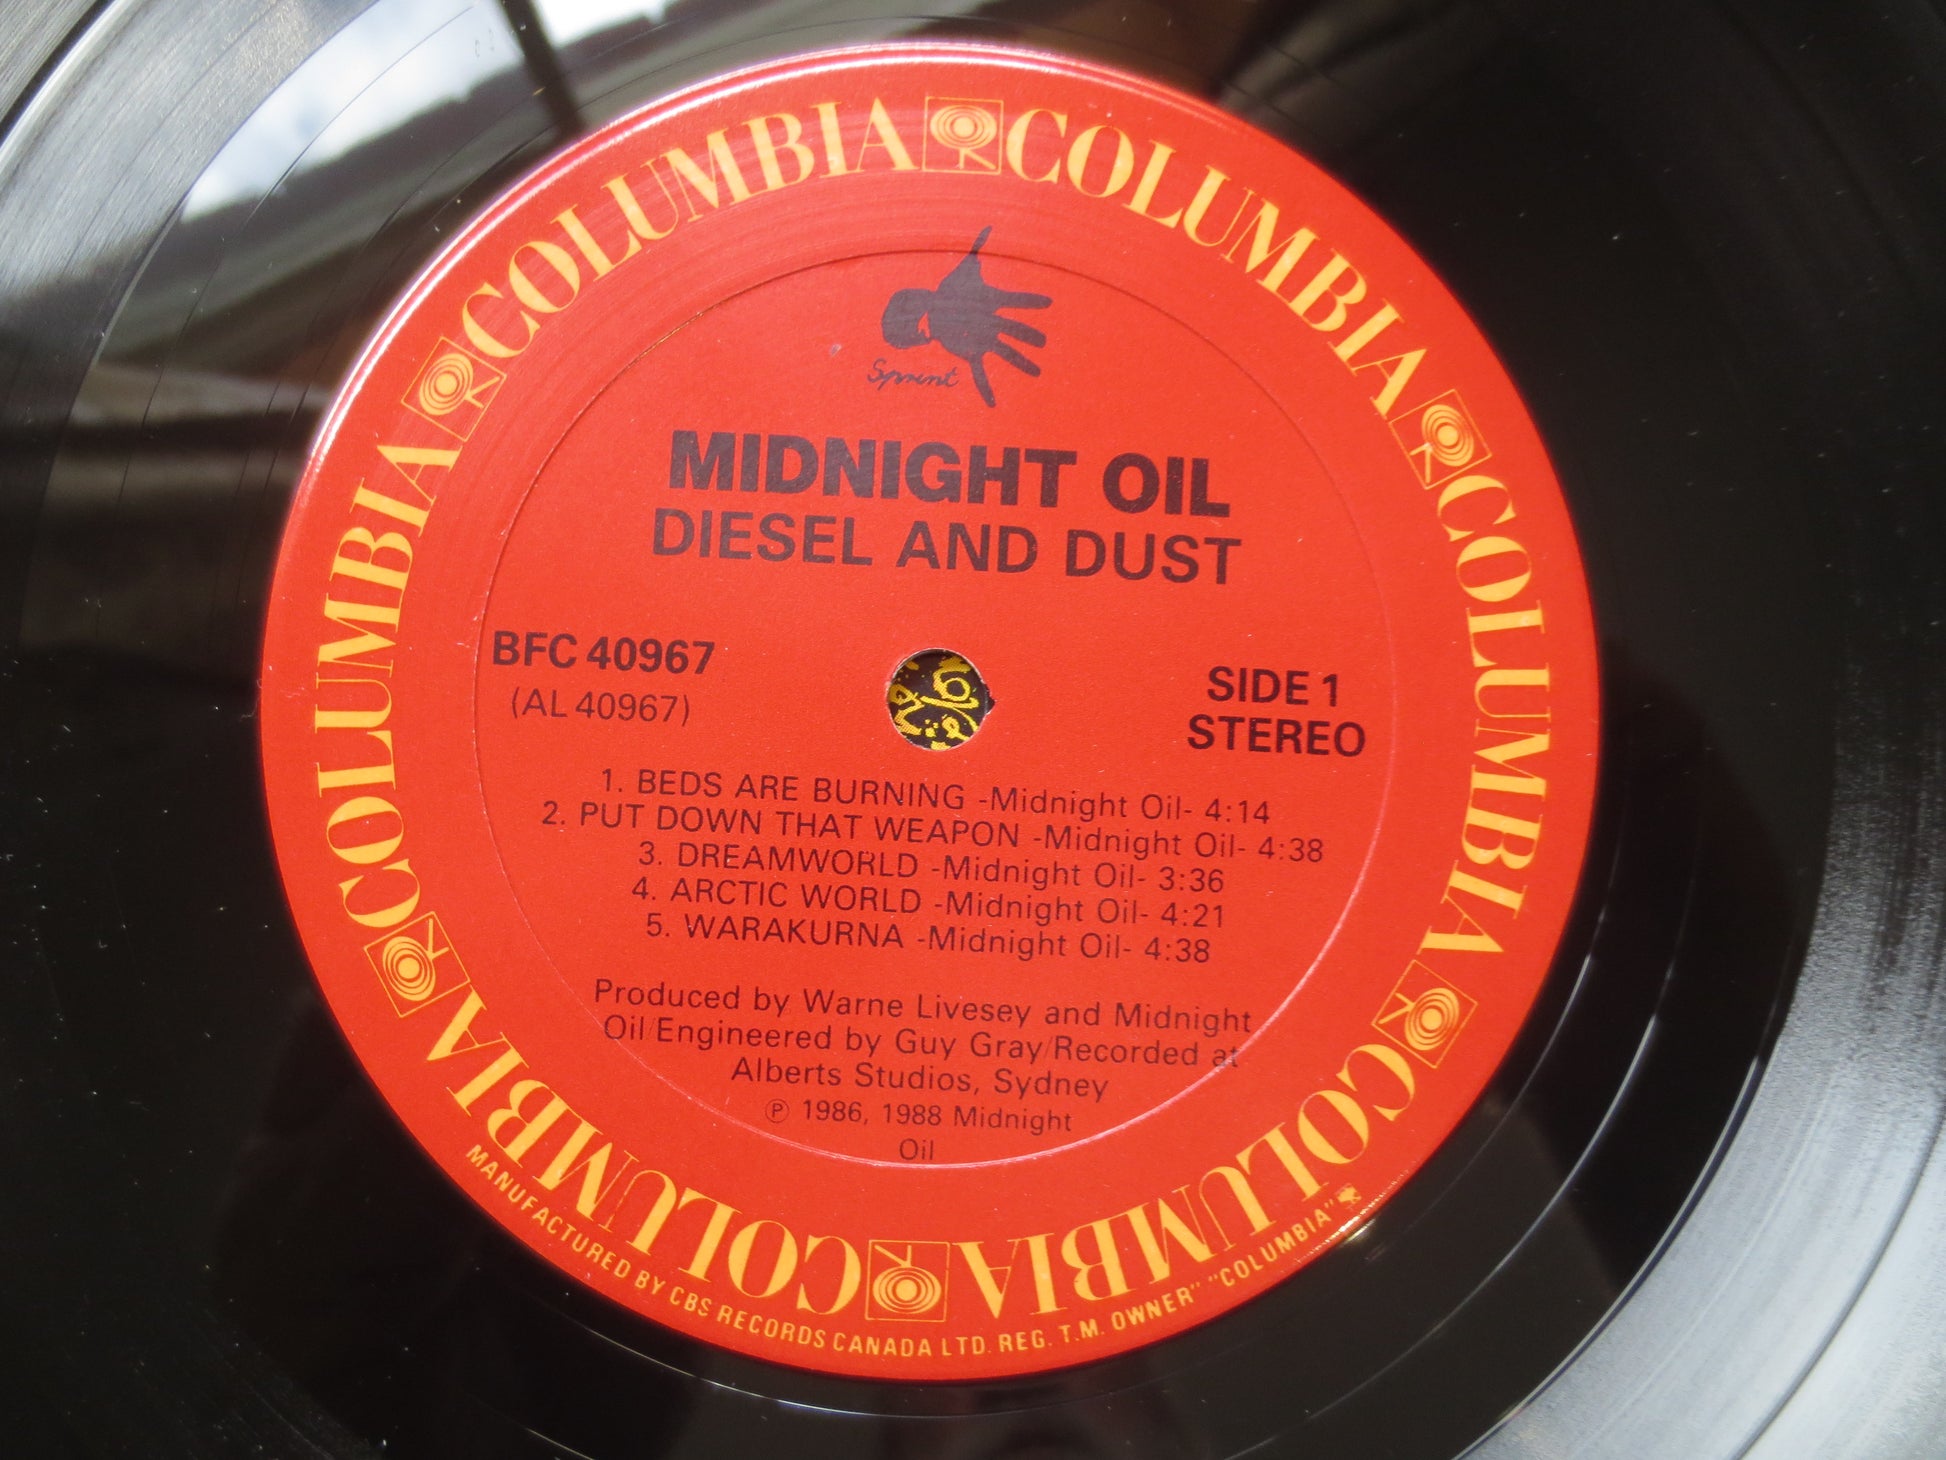 COLUMBIA COLUMBIA COLUMBIA COLUMBIA COLUMBIA COLUMBIA COLUMBIA
Sprint
MIDNIGHT OIL
DIESEL AND DUST
BFC 40967
(AL 40967)
SIDE 1
STEREO
1. BEDS ARE BURNING -Midnight Oil- 4:14
2. PUT DOWN THAT WEAPON -Midnight Oil- 4:38
3. DREAMWORLD -Midnight Oil- 3:36
4. ARCTIC WORLD -Midnight Oil- 4:21
5. WARAKURNA -Midnight Oil- 4:38
Produced by Warne Livesey and Midnight
Oil/Engineered by Guy Gray/Recorded at
Alberts Studios, Sydney
℗ 1986, 1988 Midnight
Oil
MANUFACTURED BY CBS RECORDS CANADA LTD. REG. T.M. OWNER" "COLUMBIA"